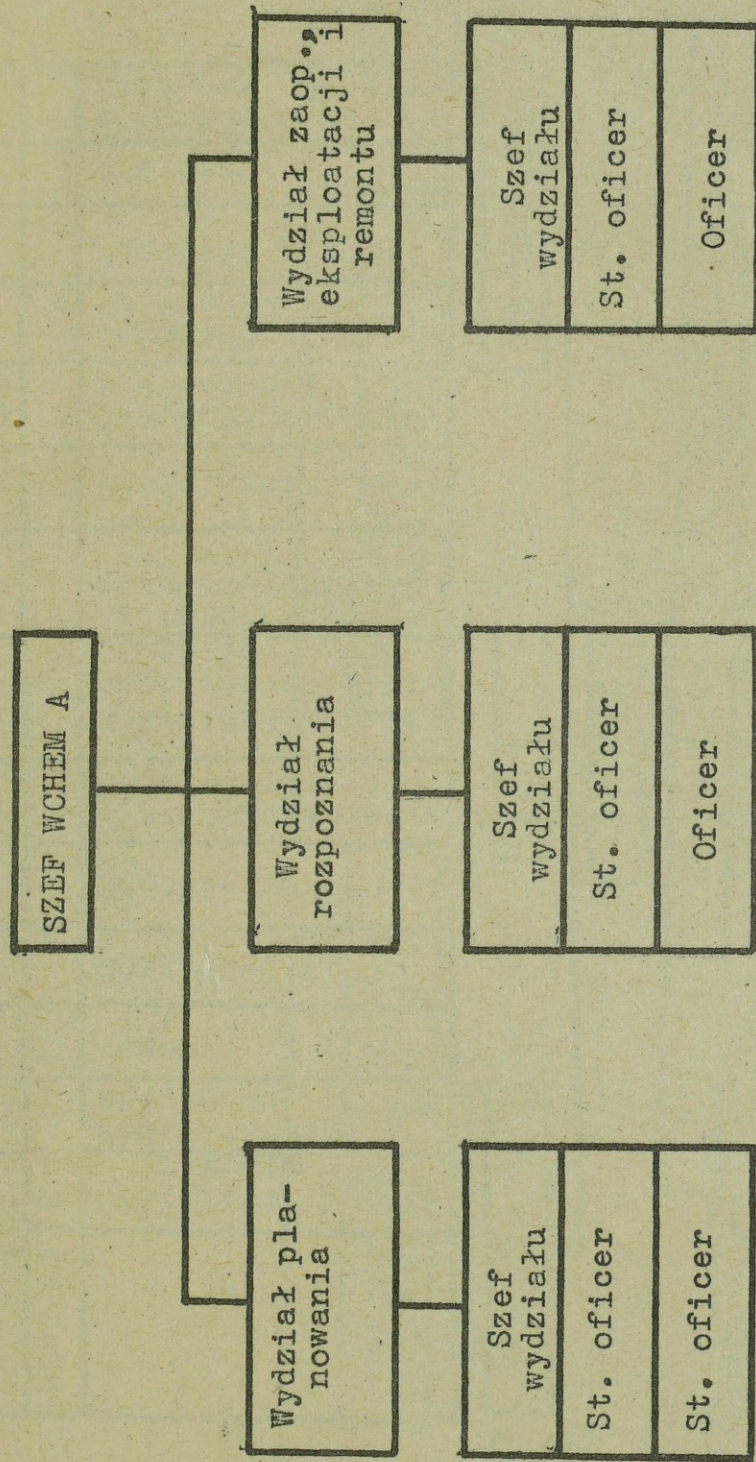 SZEF WCHEM A
Wydział pla-
nowania
Wydział
rozpoznania
Wydział zaop.,
eksploatacji i
remontu
Szef
wydziału
St. oficer
St. oficer
Szef
wydziału
St. oficer
Oficer
Szef
wydziału
St. oficer
Oficer